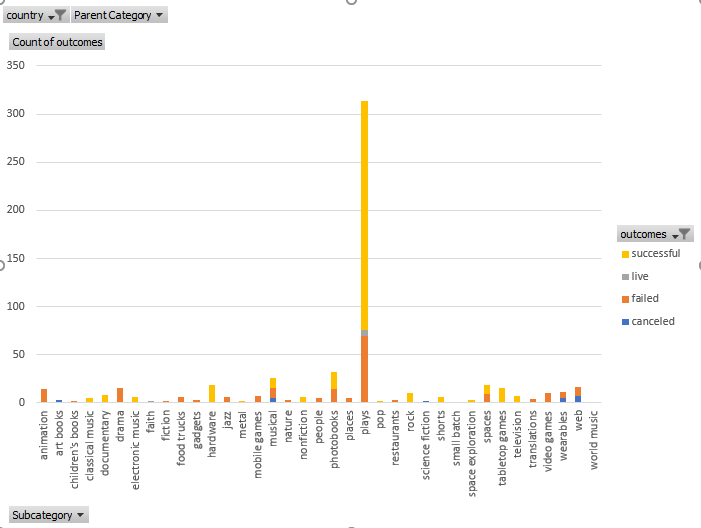 country Parent Category
Count of outcomes
350
300
250
200
150
100
50
0
animation
art books
children's books
classical music
documentary
drama
electronic music
faith
fiction
food trucks
gadgets
hardware
jazz
metal
mobile games
musical
nature
nonfiction
people
photobooks
places
plays
pop
restaurants
rock
science fiction
shorts
small batch
space exploration
spaces
tabletop games
television
translations
video games
wearables
web
world music
outcomes
successful
live
failed
canceled
Subcategory